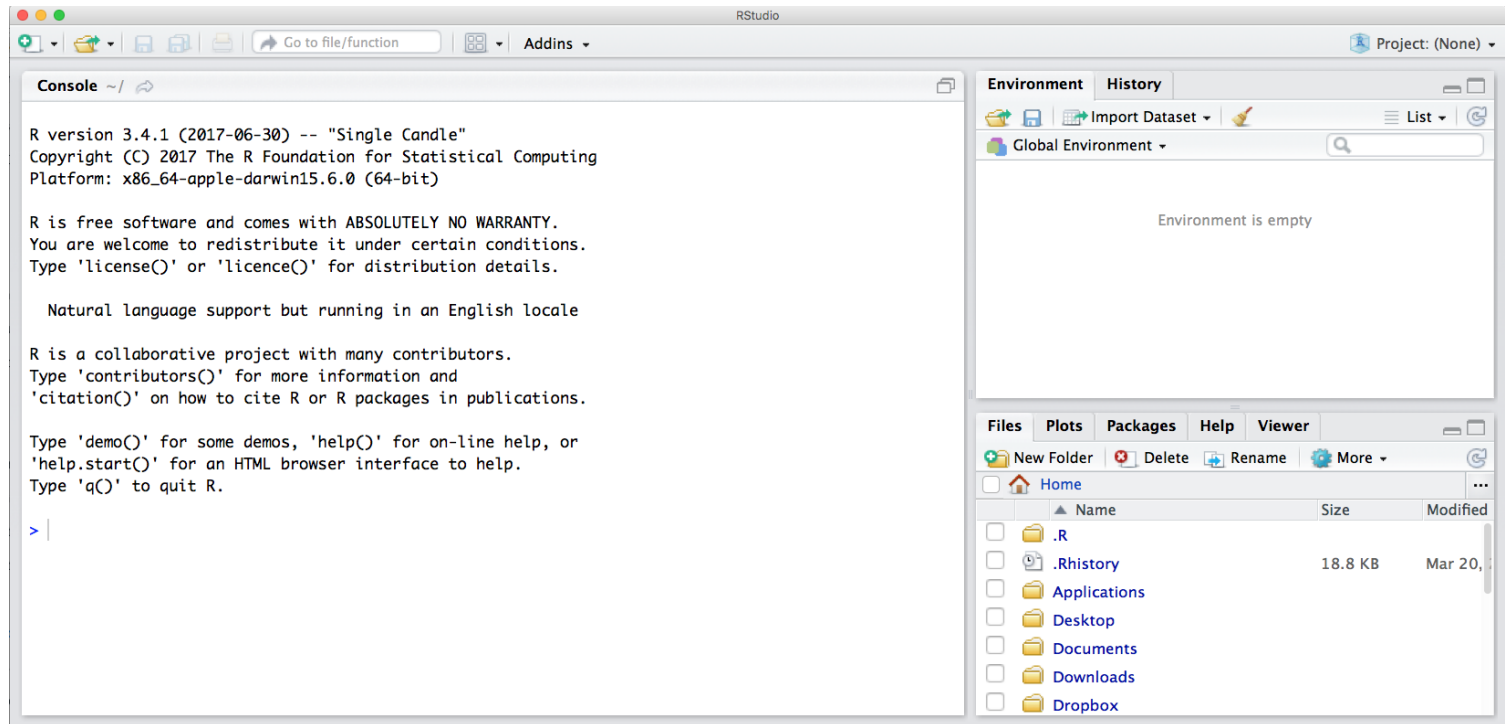 RStudio
Go to file/function
Addins
Project: (None)
Console ~/
R version 3.4.1 (2017-06-30) -- "Single Candle"
Copyright (C) 2017 The R Foundation for Statistical Computing
Platform: x86_64-apple-darwin15.6.0 (64-bit)
R is free software and comes with ABSOLUTELY NO WARRANTY.
You are welcome to redistribute it under certain conditions.
Type 'license()' or 'licence()' for distribution details.
Natural language support but running in an English locale
R is a collaborative project with many contributors.
Type 'contributors()' for more information and
'citation()' on how to cite R or R packages in publications.
Type 'demo()' for some demos, 'help()' for on-line help, or
'help.start()' for an HTML browser interface to help.
Type 'q()' to quit R.
>
Environment History
Import Dataset List
Global Environment
Environment is empty
Files Plots Packages Help Viewer
New Folder Delete Rename More
Home ...
Name Size Modified
.R
.Rhistory 18.8 KB Mar 20,
Applications
Desktop
Documents
Downloads
Dropbox